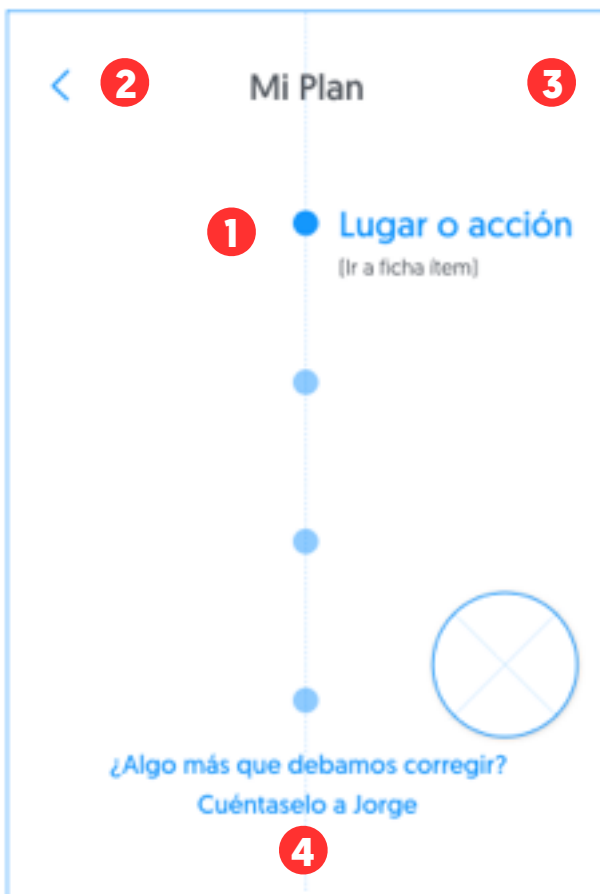 2 Mi Plan 3
1 Lugar o acción
(Ir a ficha ítem)
¿Algo más que debamos corregir?
Cuéntaselo a Jorge
4